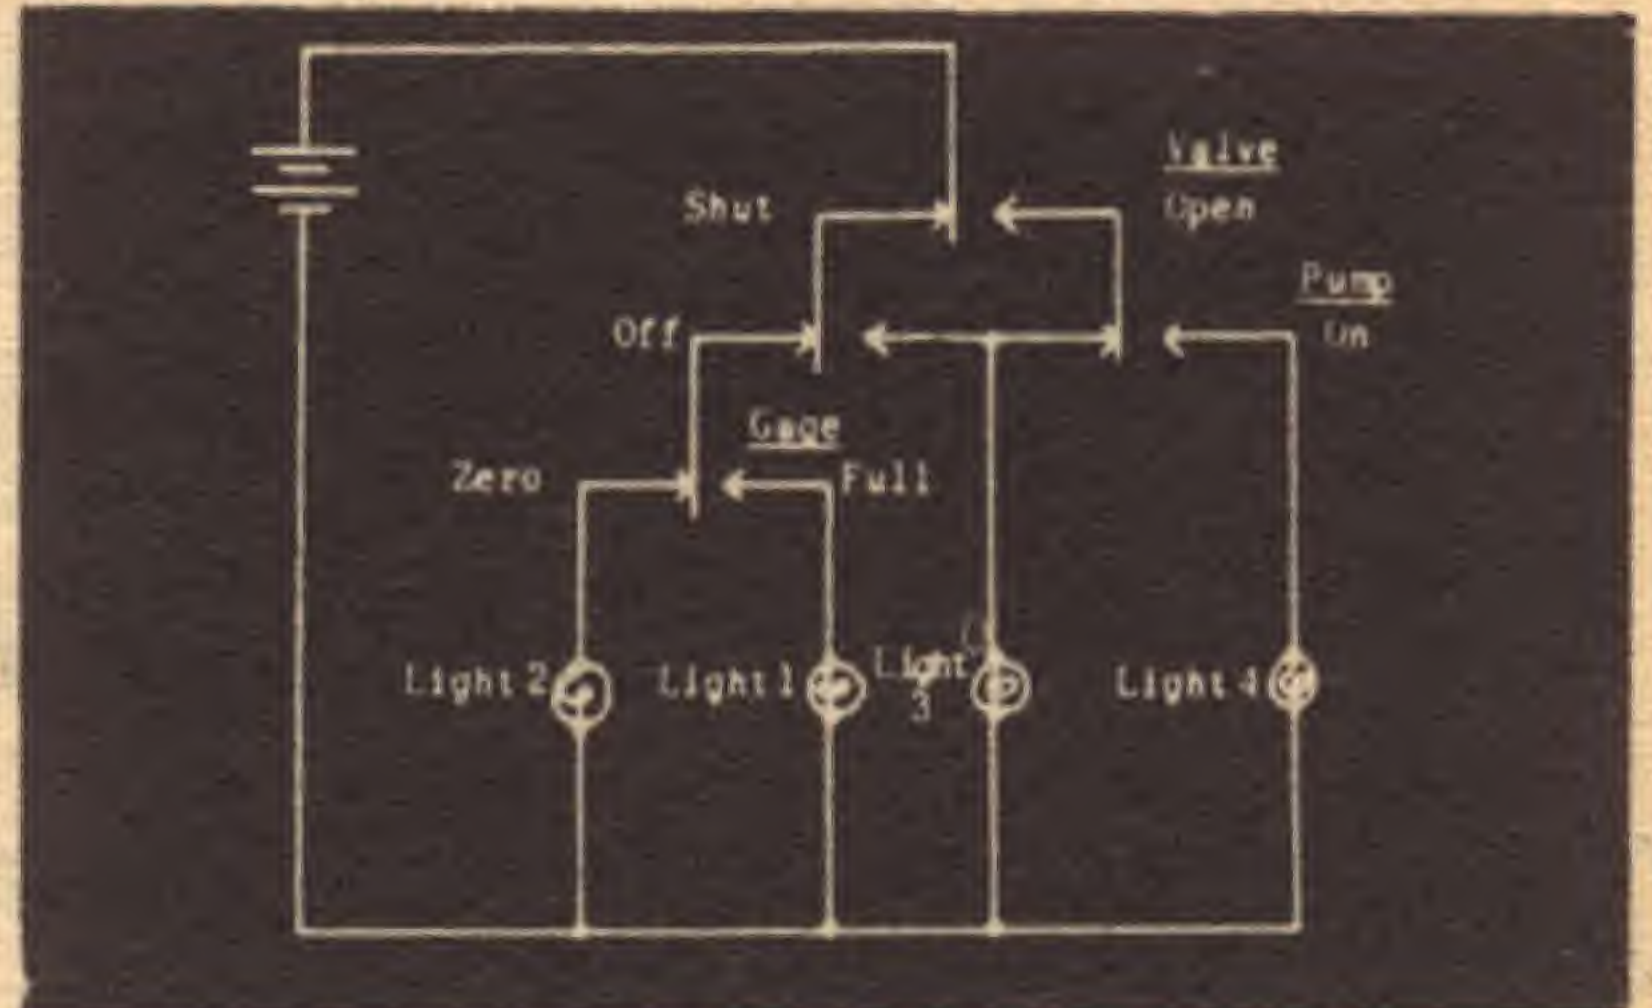 Valve
Shut
Open
Pump
Off
On
Gage
Zero
Full
Light 2
Light 1
Light
3
Light 4